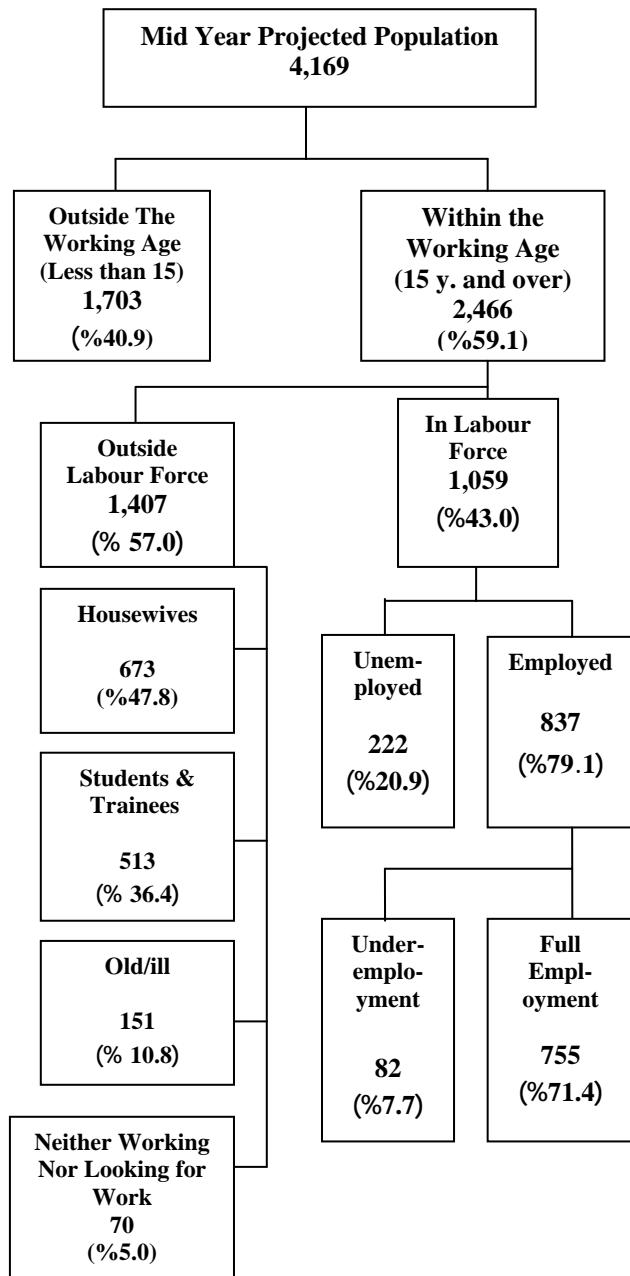 Mid Year Projected Population
4,169
Outside The
Working Age
(Less than 15)
1,703
(%40.9)
Within the
Working Age
(15 y. and over)
2,466
(%59.1)
Outside
Labour Force
1,407
(% 57.0)
In Labour
Force
1,059
(%43.0)
Housewives
673
(%47.8)
Unem-
ployed
222
(%20.9)
Employed
837
(%79.1)
Students &
Trainees
513
(% 36.4)
Old/ill
151
(% 10.8)
Under-
emplo-
yment
82
(%7.7)
Full
Empl-
oyment
755
(%71.4)
Neither Working
Nor Looking for
Work
70
(%5.0)